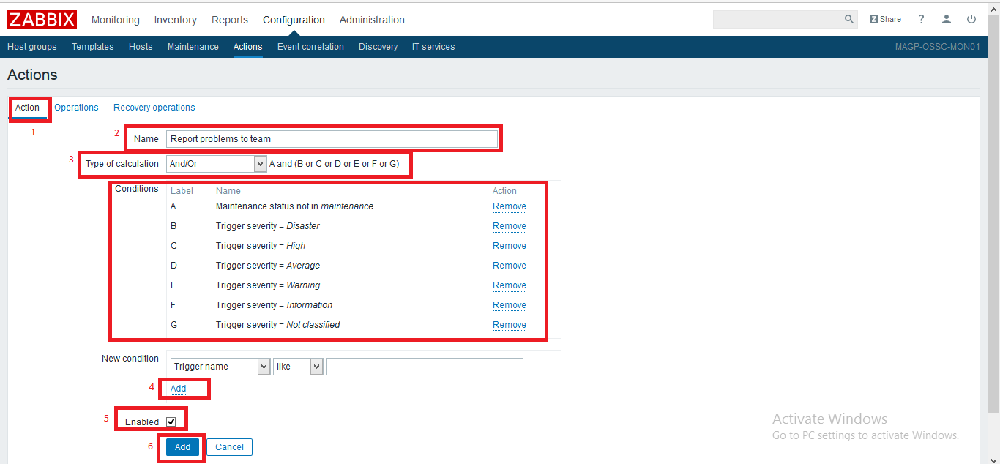 ZABBIX Monitoring Inventory Reports Configuration Administration Z Share ?
Host groups Templates Hosts Maintenance Actions Event correlation Discovery IT services MAGP-OSSC-MON01
Actions
Action Operations Recovery operations
1
2 Name Report problems to team
3 Type of calculation And/Or A and (B or C or D or E or F or G)
Conditions Label Name Action
A Maintenance status not in maintenance Remove
B Trigger severity = Disaster Remove
C Trigger severity = High Remove
D Trigger severity = Average Remove
E Trigger severity = Warning Remove
F Trigger severity = Information Remove
G Trigger severity = Not classified Remove
New condition
Trigger name like
4 Add
5 Enabled
6 Add Cancel
Activate Windows
Go to PC settings to activate Windows.